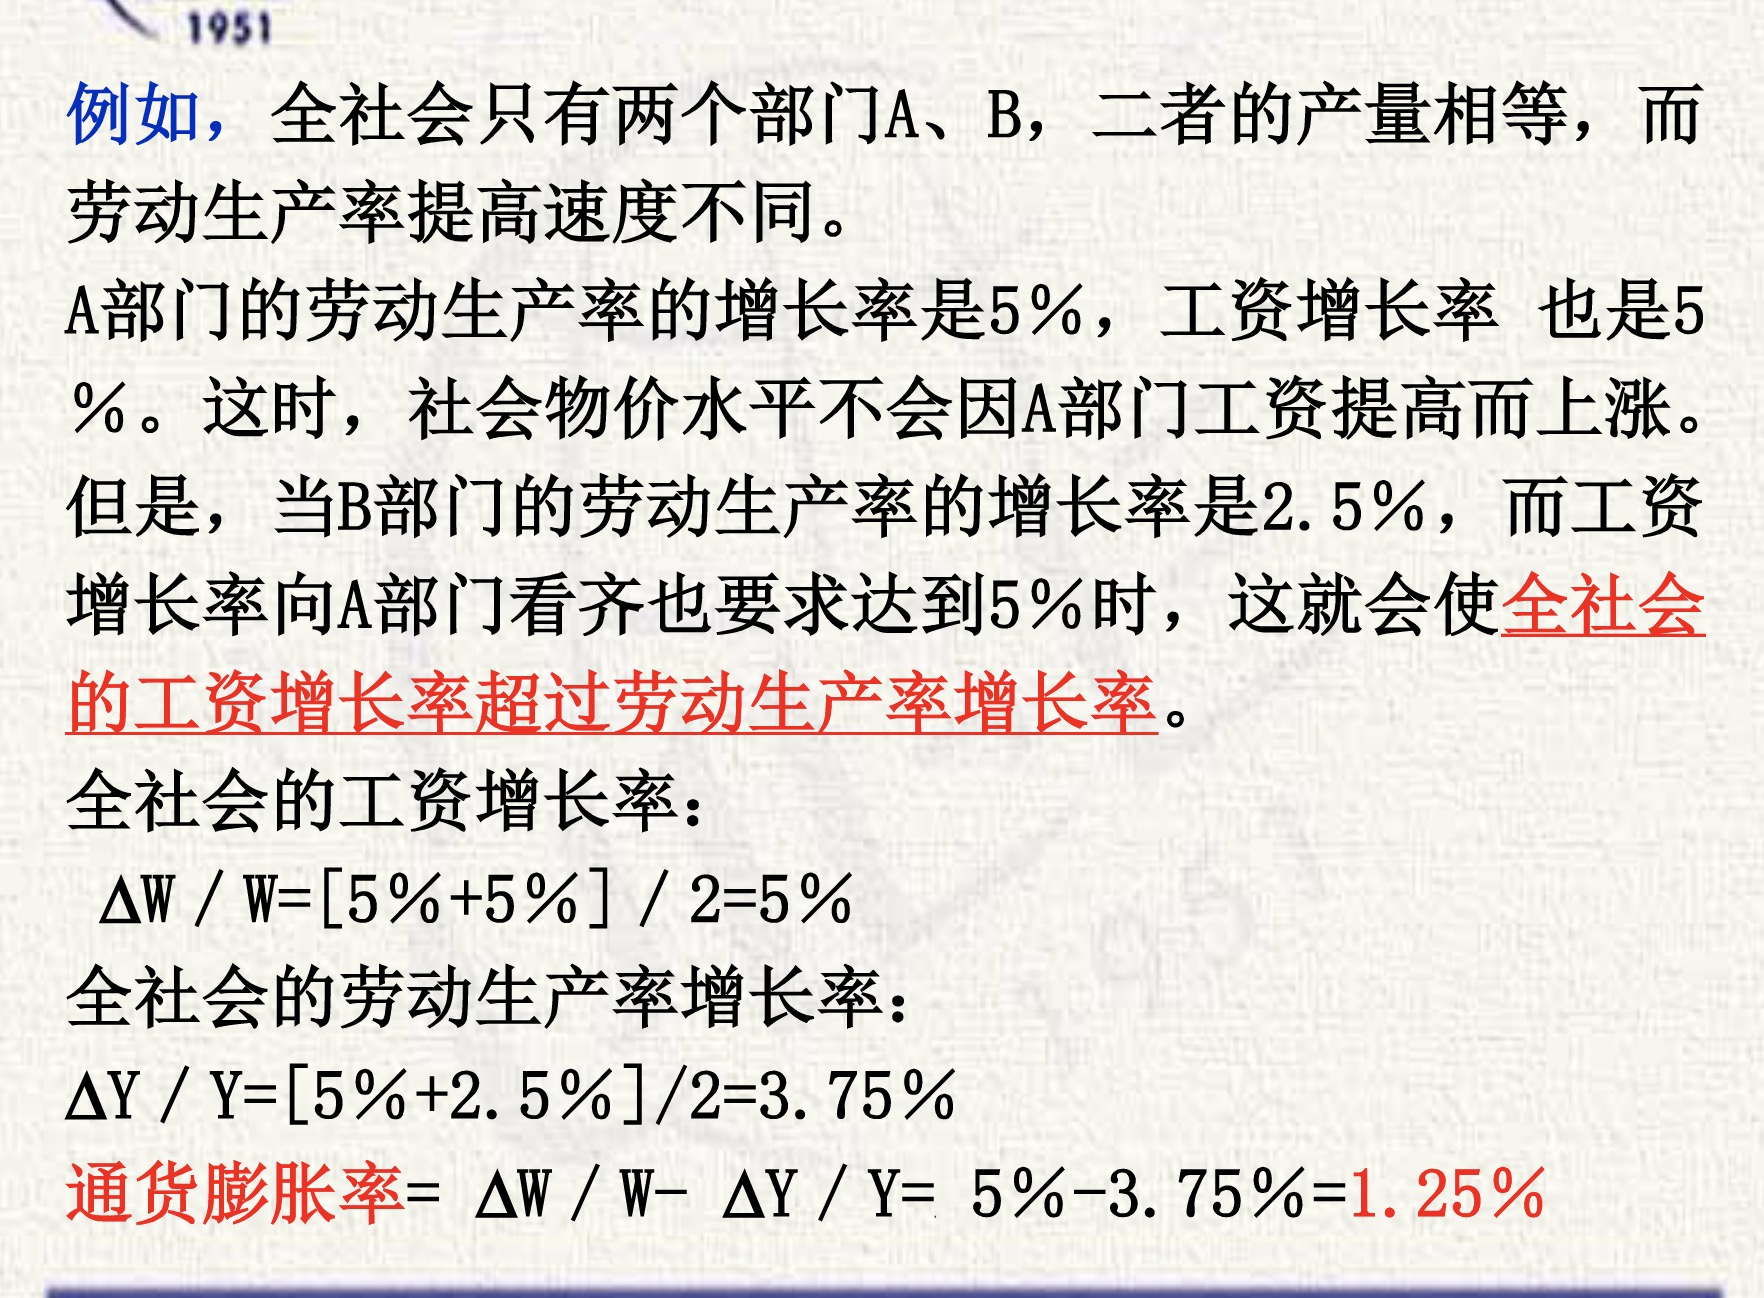 1951
例如，全社会只有两个部门A、B，二者的产量相等，而
劳动生产率提高速度不同。
A部门的劳动生产率的增长率是5％，工资增长率 也是5
％。这时，社会物价水平不会因A部门工资提高而上涨。
但是，当B部门的劳动生产率的增长率是2.5％，而工资
增长率向A部门看齐也要求达到5％时，这就会使全社会
的工资增长率超过劳动生产率增长率。
全社会的工资增长率：
ΔW／W=[5％+5％]／2=5％
全社会的劳动生产率增长率：
ΔY／Y=[5％+2.5％]/2=3.75％
通货膨胀率= ΔW／W- ΔY／Y= 5％-3.75％=1.25％